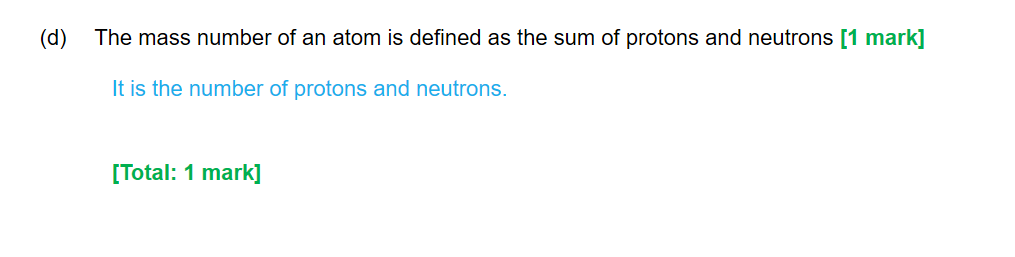 (d) The mass number of an atom is defined as the sum of protons and neutrons [1 mark]
It is the number of protons and neutrons.
[Total: 1 mark]